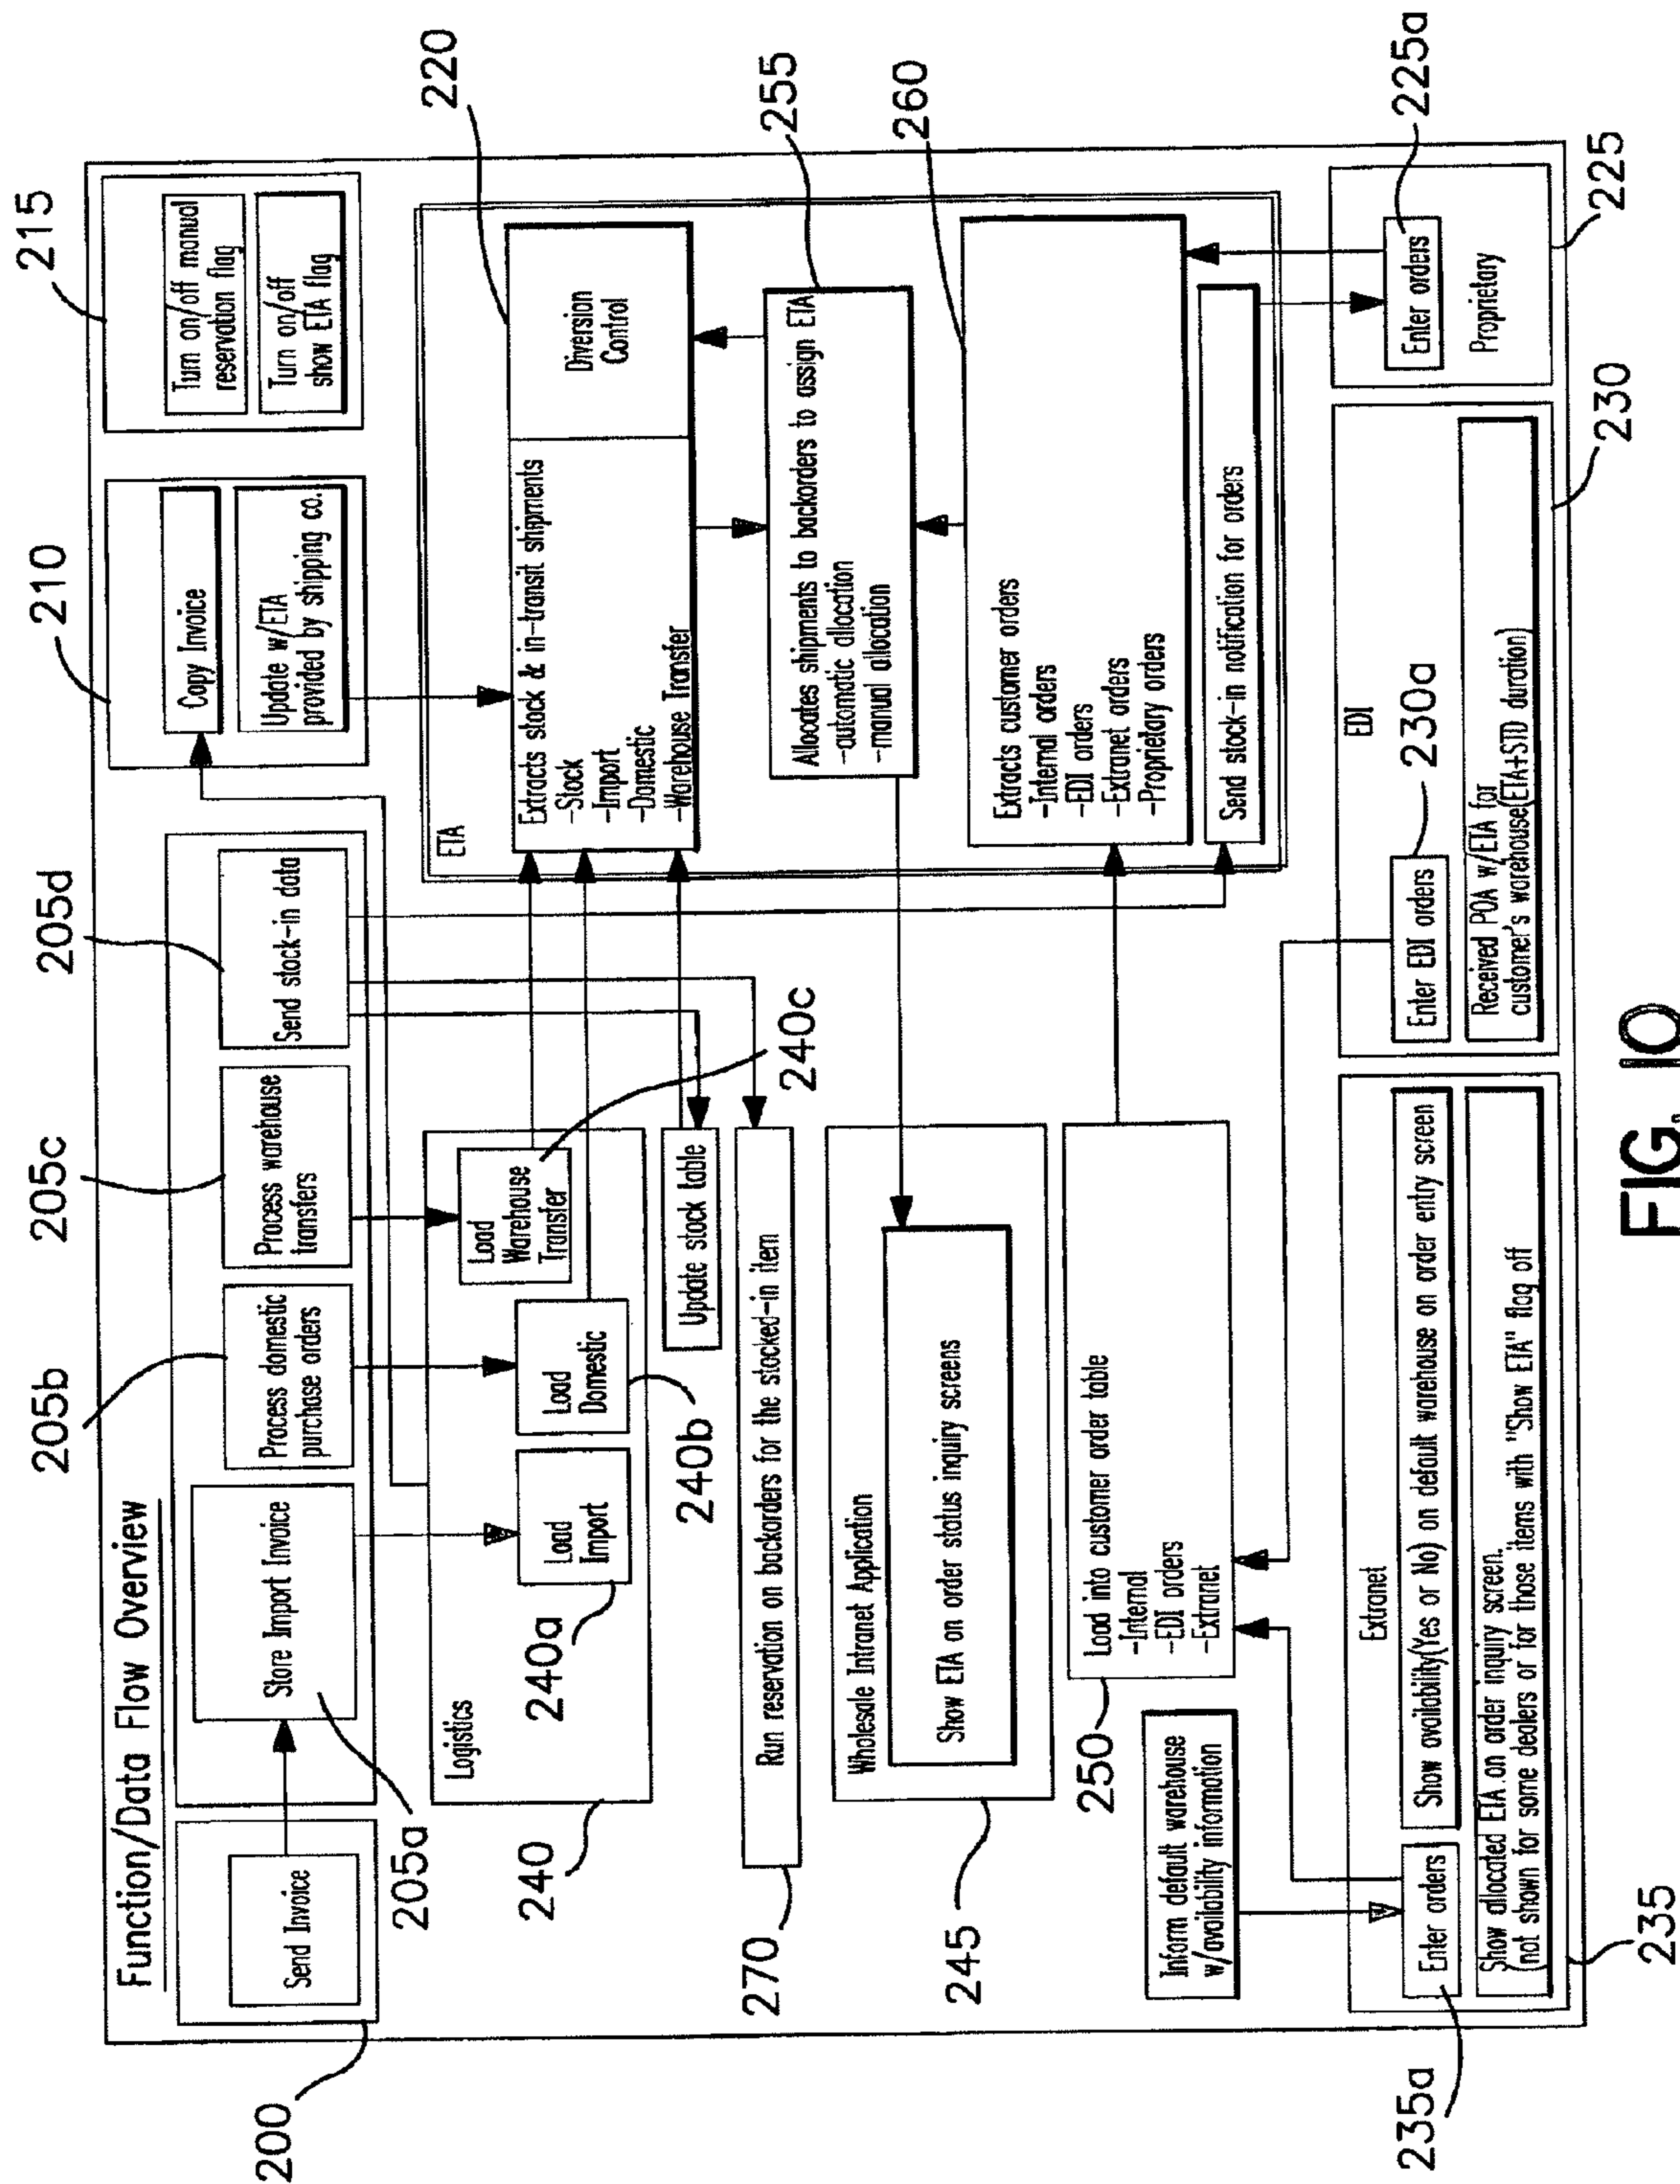 Function/Data Flow Overview
200
Send Invoice
205a
Store Import Invoice
205b
Process domestic
purchase orders
205c
Process warehouse
transfers
205d
Send stock-in data
210
Copy Invoice
Update w/ETA
provided by shipping co.
215
Turn on/off manual
reservation flag
Turn on/off
show ETA flag
240
Logistics
240a
Load
Import
240b
Load
Domestic
240c
Load
Warehouse
Transfer
Update stock table
270
Run reservation on backorders for the stocked-in item
245
Wholesale Intranet Application
Show ETA on order status inquiry screens
250
Load into customer order table
-Internal
-EDI orders
-Extranet
Inform default warehouse
w/availability information
ETA
220
Extracts stock & in-transit shipments
-Stock
-Import
-Domestic
-Warehouse Transfer
Diversion
Control
255
Allocates shipments to backorders to assign ETA
-automatic allocation
-manual allocation
260
Extracts customer orders
-Internal orders
-EDI orders
-Extranet orders
-Proprietary orders
Send stock-in notification for orders
235
Extranet
235a
Enter orders
Show availability(Yes or No) on default warehouse on order entry screen
Show allocated ETA on order inquiry screen.
(not shown for some dealers or for those items with "Show ETA" flag off
230
EDI
230a
Enter EDI orders
Received POA w/ETA for
customer's warehouse(ETA+STD duration)
225
225a
Enter orders
Proprietary
FIG. 10